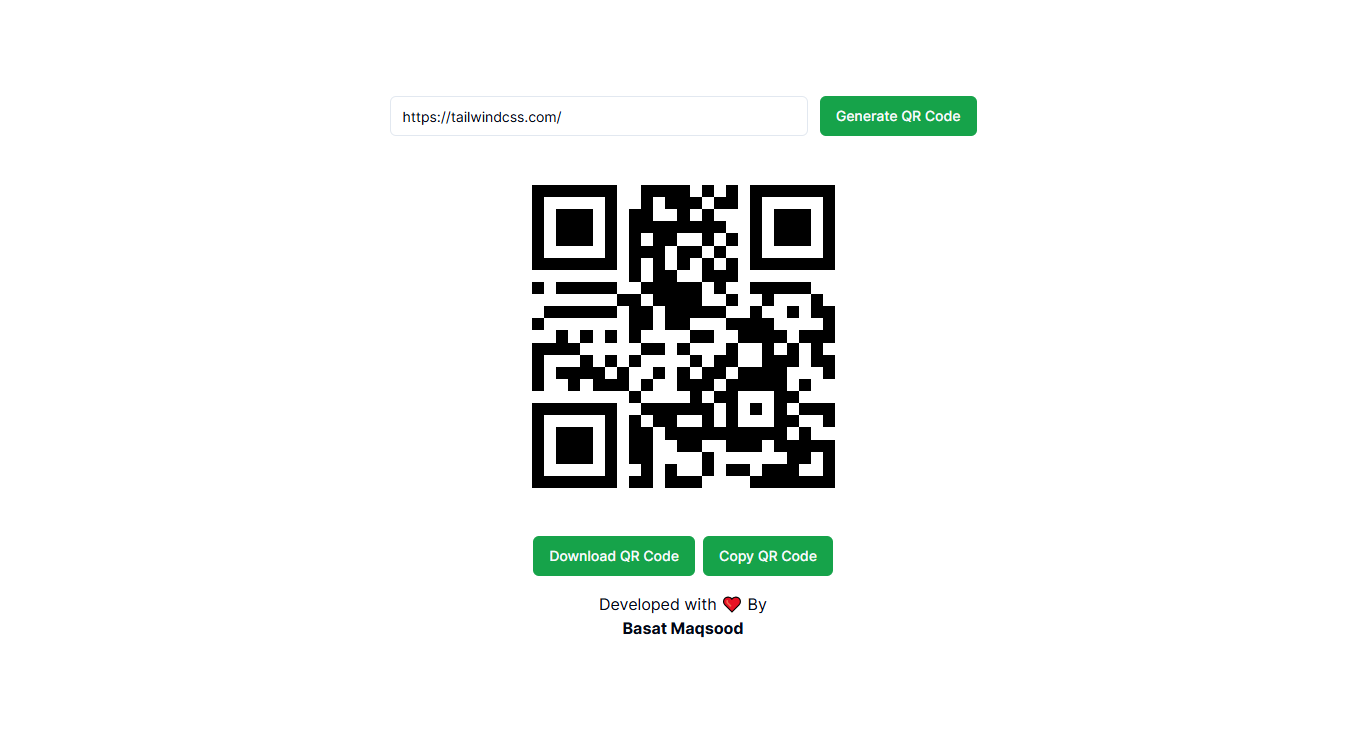 https://tailwindcss.com/
Generate QR Code
Download QR Code
Copy QR Code
Developed with ❤️ By
Basat Maqsood